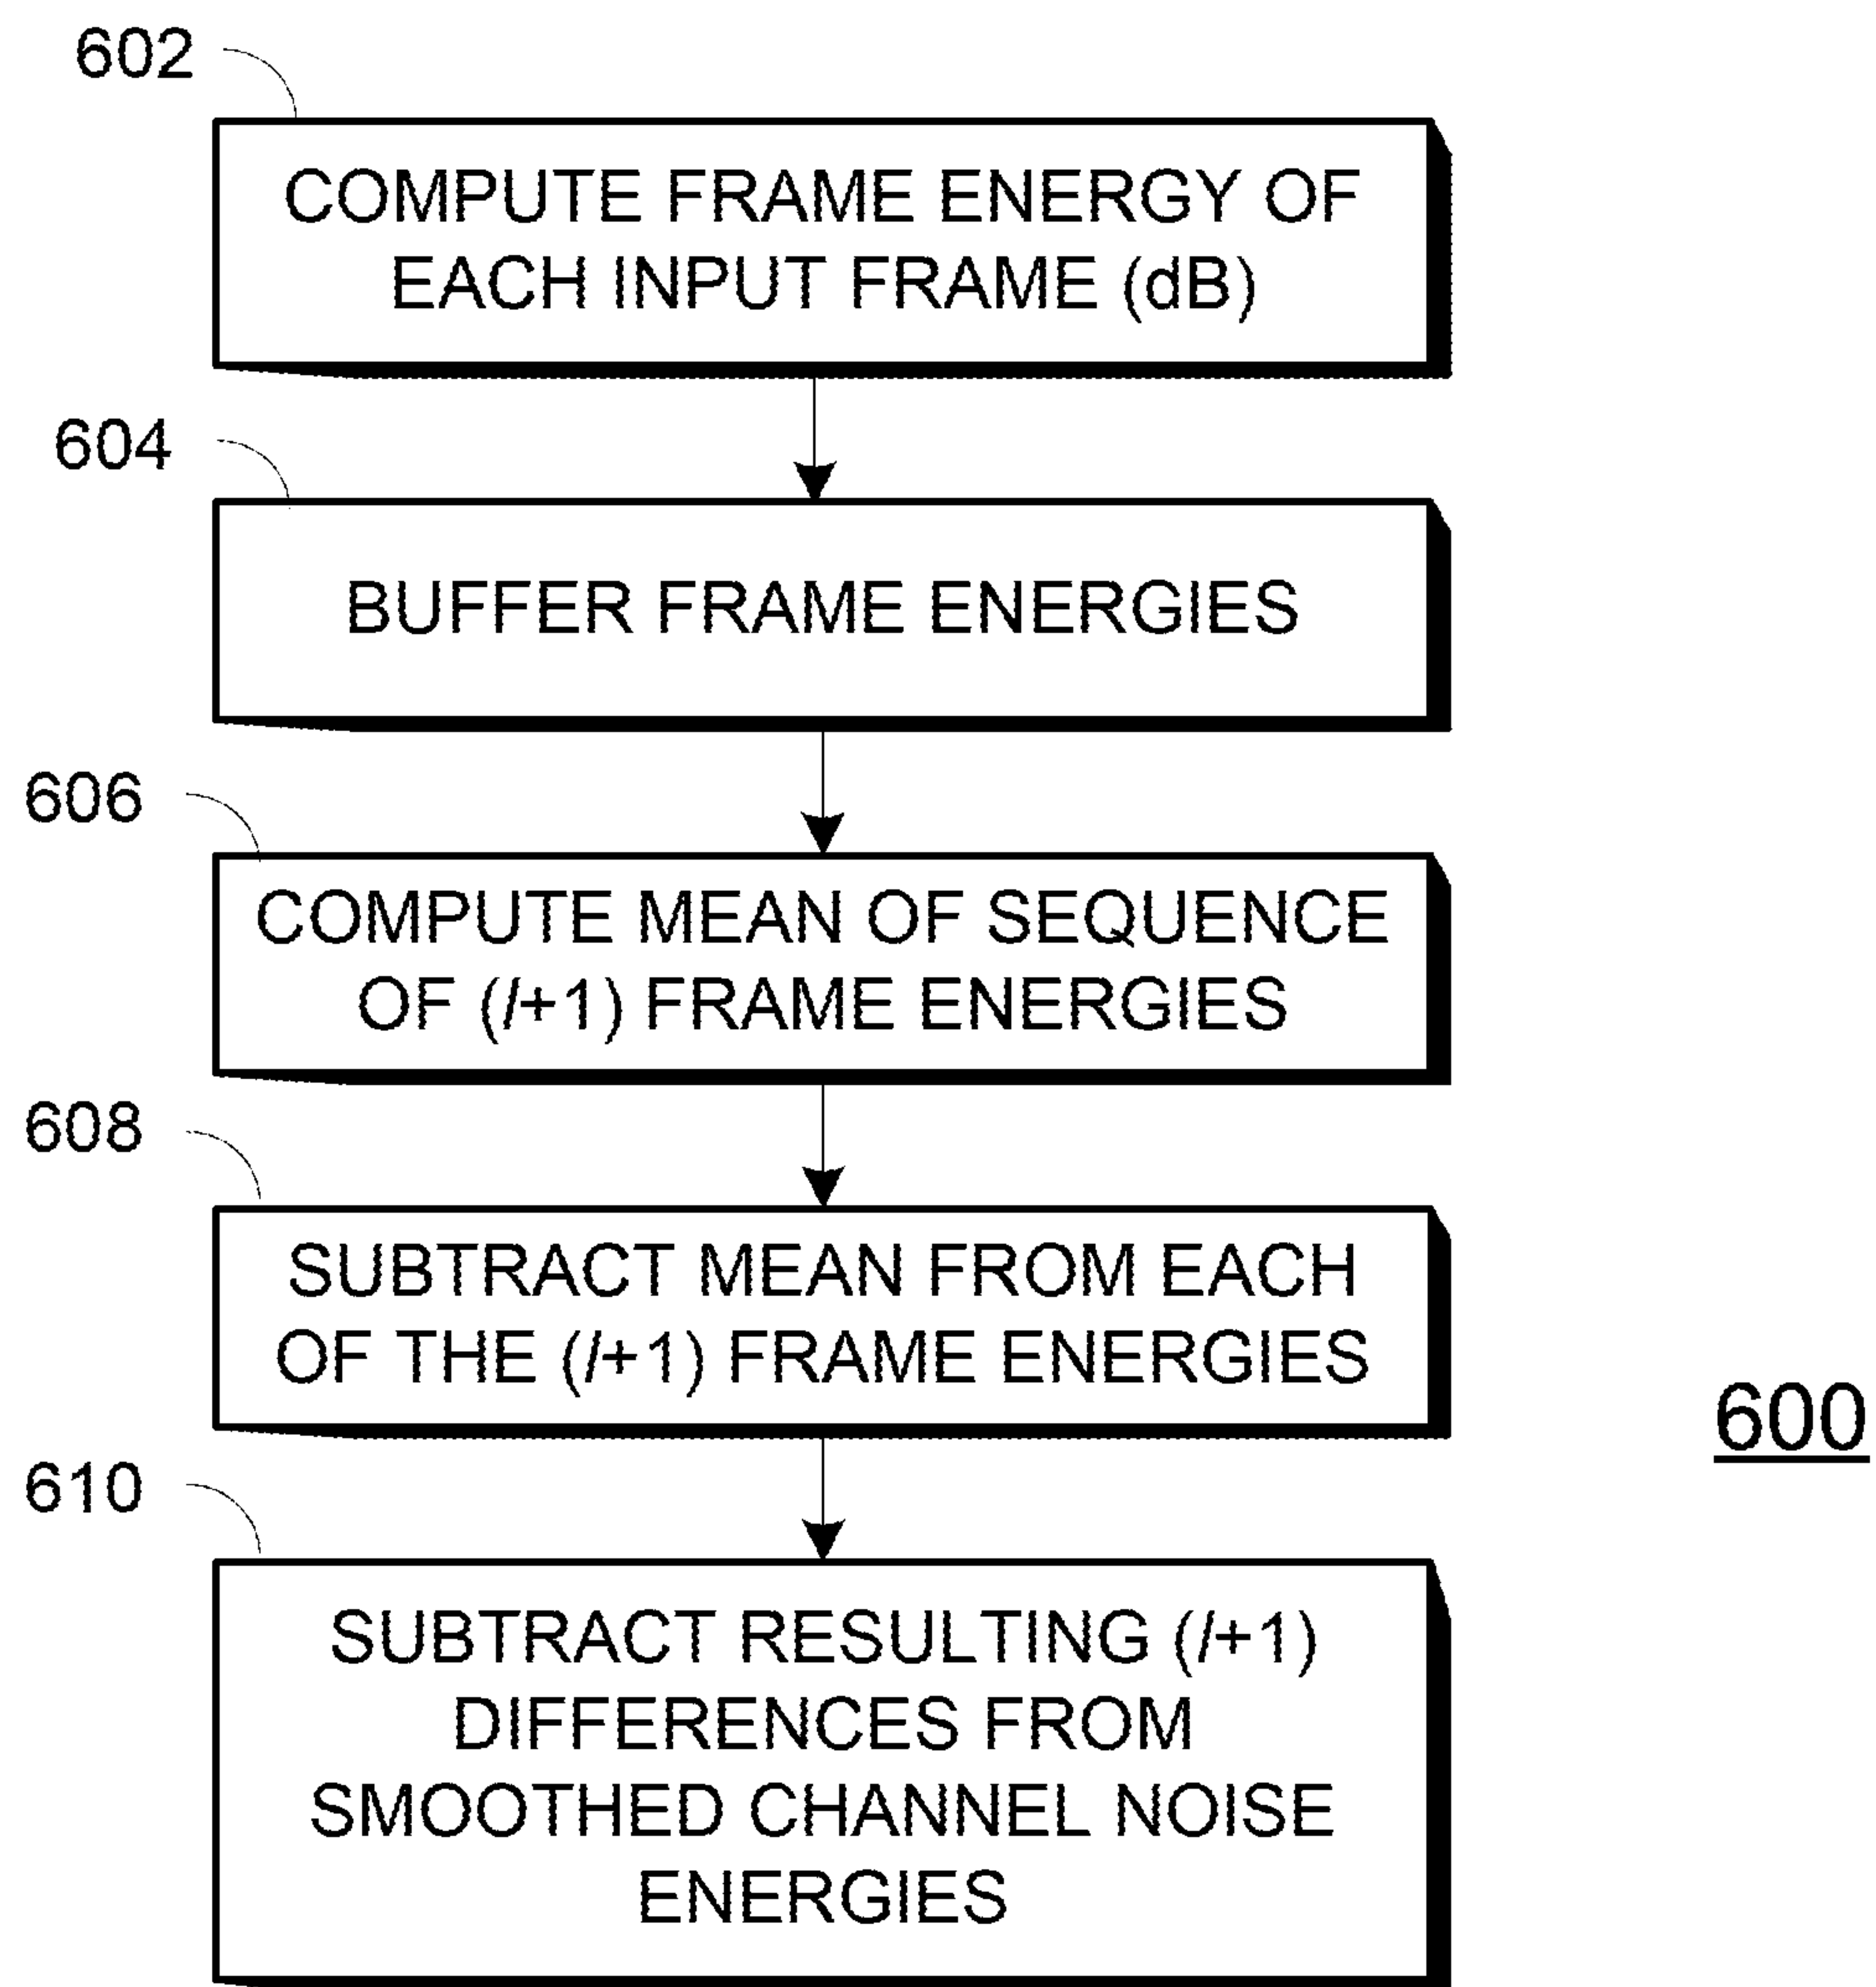 602
COMPUTE FRAME ENERGY OF
EACH INPUT FRAME (dB)
604
BUFFER FRAME ENERGIES
606
COMPUTE MEAN OF SEQUENCE
OF (l+1) FRAME ENERGIES
608
SUBTRACT MEAN FROM EACH
OF THE (l+1) FRAME ENERGIES
600
610
SUBTRACT RESULTING (l+1)
DIFFERENCES FROM
SMOOTHED CHANNEL NOISE
ENERGIES